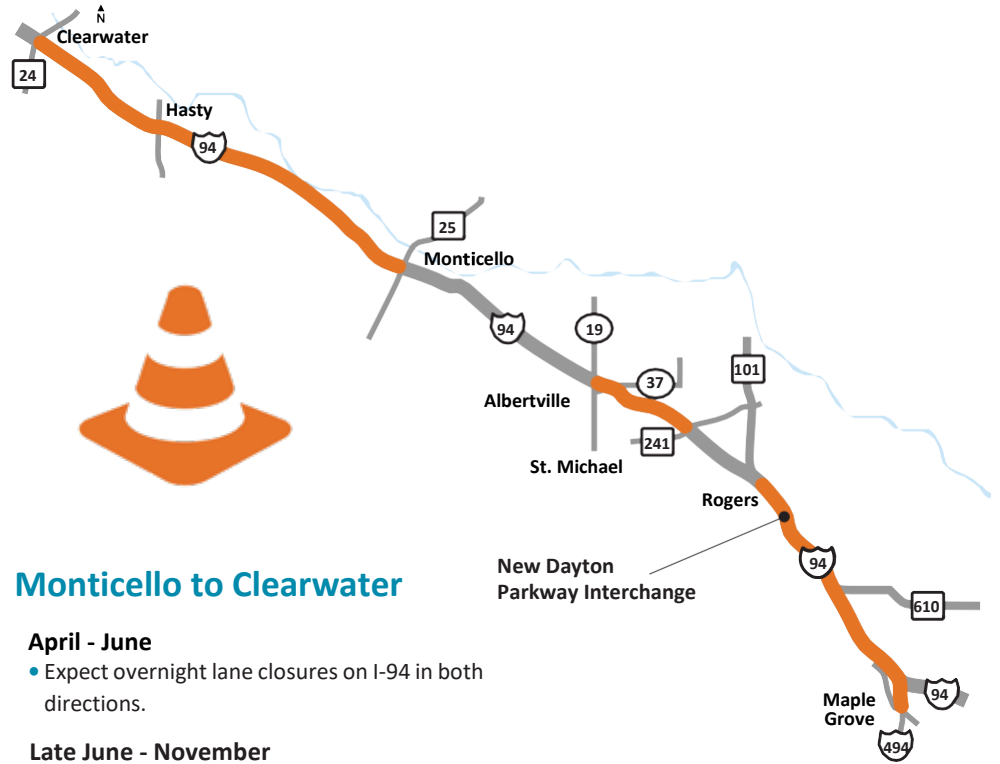 N
Clearwater
24
Hasty
94
25
Monticello
94
19
37
101
Albertville
241
St. Michael
Rogers
New Dayton
Parkway Interchange
94
610
Maple
Grove
94
494
Monticello to Clearwater
April - June
• Expect overnight lane closures on I-94 in both
directions.
Late June - November